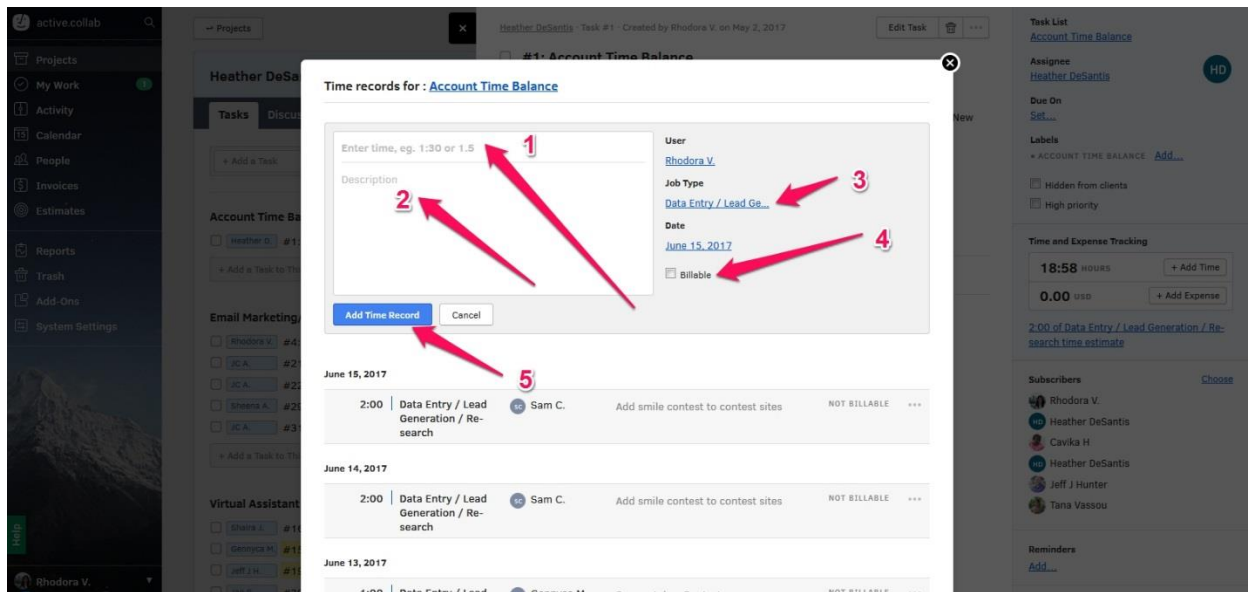 active.collab
Projects
My Work
1
Activity
Calendar
People
Invoices
Estimates
Reports
Trash
Add-Ons
System Settings
Help
Rhodora V.
Projects
Heather DeSa
Tasks
Discus
+ Add a Task
Account Time Ba
Heather D. #1:
+ Add a Task to Thi
Email Marketing/
Rhodora V. #4:
JC A. #21
JC A. #22
Sheena A. #29
JC A. #31
+ Add a Task to Thi
Virtual Assistant
Gennyca M.
Jeff J H.
Heather DeSantis · Task #1 · Created by Rhodora V. on May 2, 2017
Edit Task
#1: Account Time Balance
New
Time records for : Account Time Balance
Enter time, eg. 1:30 or 1.5
1
Description
2
User
Rhodora V.
Job Type
Data Entry / Lead Ge...
3
Date
June 15, 2017
4
Billable
Add Time Record
Cancel
5
June 15, 2017
2:00
Data Entry / Lead
Generation / Re-
search
SC
Sam C.
Add smile contest to contest sites
NOT BILLABLE
June 14, 2017
2:00
Data Entry / Lead
Generation / Re-
search
SC
Sam C.
Add smile contest to contest sites
NOT BILLABLE
June 13, 2017
Task List
Account Time Balance
Assignee
Heather DeSantis
HD
Due On
Set...
Labels
ACCOUNT TIME BALANCE Add...
Hidden from clients
High priority
Time and Expense Tracking
18:58 HOURS
+ Add Time
0.00 USD
+ Add Expense
2:00 of Data Entry / Lead Generation / Re-
search time estimate
Subscribers
Choose
Rhodora V.
HD
Heather DeSantis
Cavika H
HD
Heather DeSantis
Jeff J Hunter
Tana Vassou
Reminders
Add...